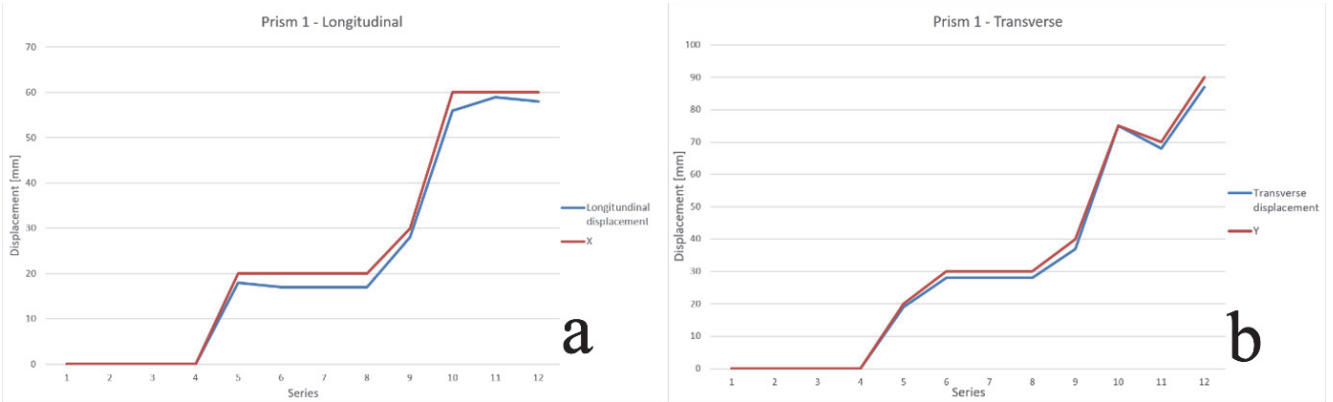 Prism 1 - Longitudinal
70
60
50
40
30
20
10
0
Displacement [mm]
1 2 3 4 5 6 7 8 9 10 11 12
Series
Longitundinal
displacement
X
a
Prism 1 - Transverse
100
90
80
70
60
50
40
30
20
10
0
Displacement [mm]
1 2 3 4 5 6 7 8 9 10 11 12
Series
Transverse
displacement
Y
b